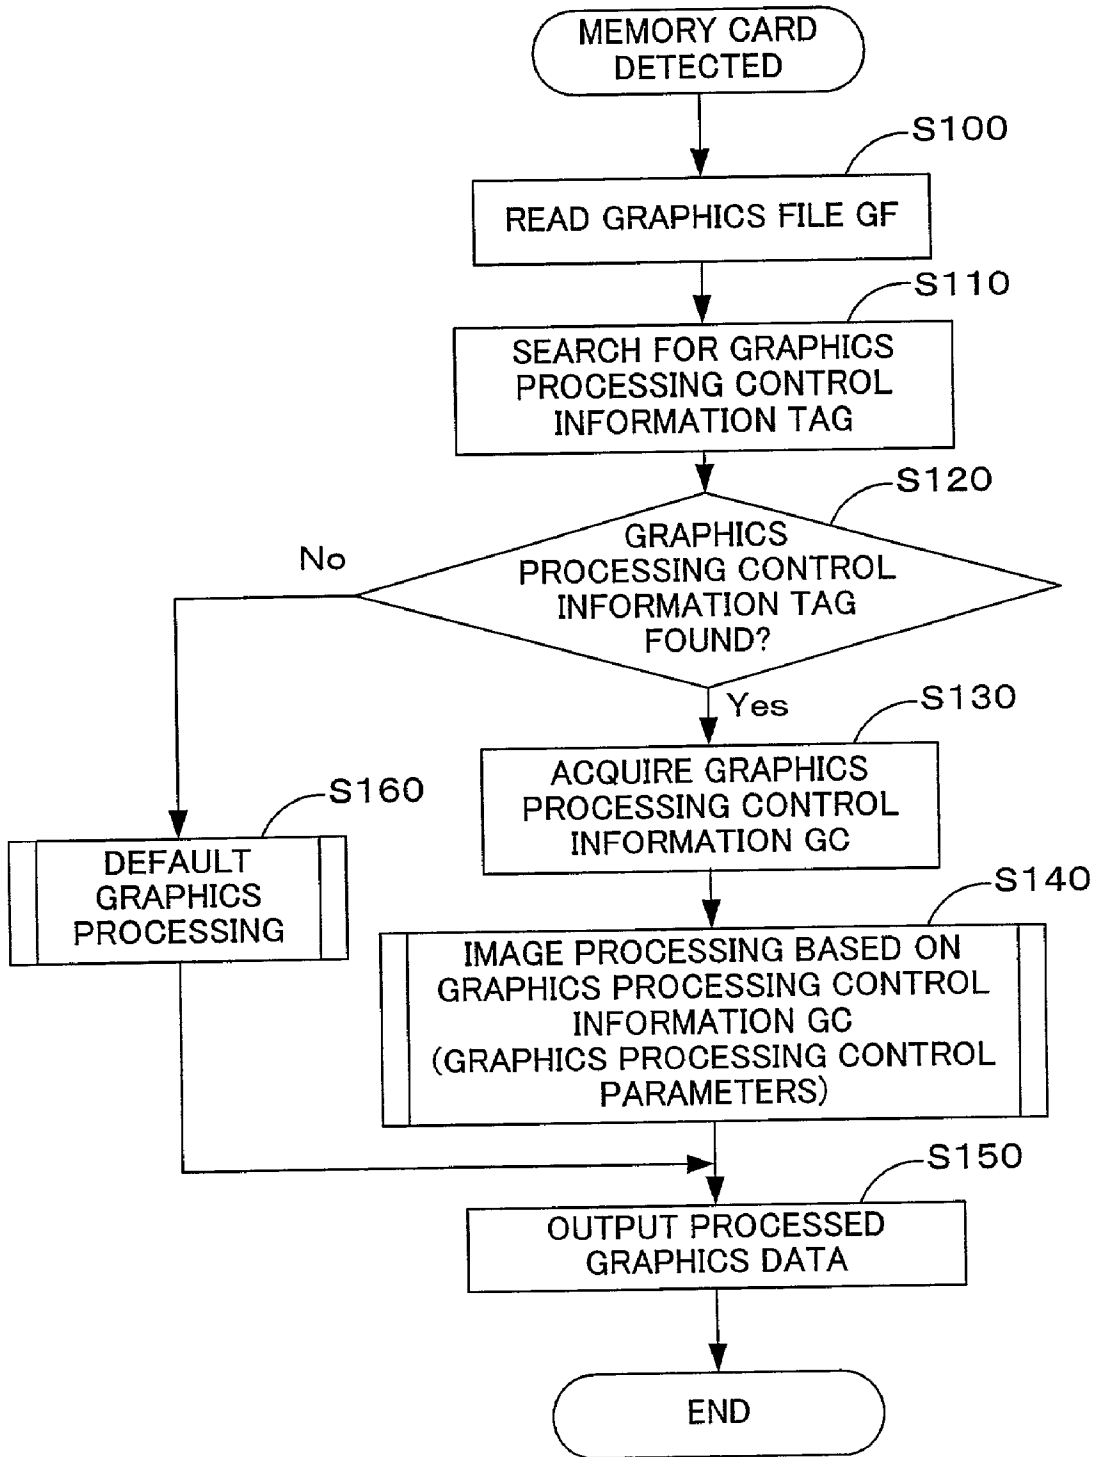 MEMORY CARD
DETECTED
S100
READ GRAPHICS FILE GF
S110
SEARCH FOR GRAPHICS
PROCESSING CONTROL
INFORMATION TAG
S120
GRAPHICS
PROCESSING CONTROL
INFORMATION TAG
FOUND?
No
Yes
S130
ACQUIRE GRAPHICS
PROCESSING CONTROL
INFORMATION GC
S160
DEFAULT
GRAPHICS
PROCESSING
S140
IMAGE PROCESSING BASED ON
GRAPHICS PROCESSING CONTROL
INFORMATION GC
(GRAPHICS PROCESSING CONTROL
PARAMETERS)
S150
OUTPUT PROCESSED
GRAPHICS DATA
END